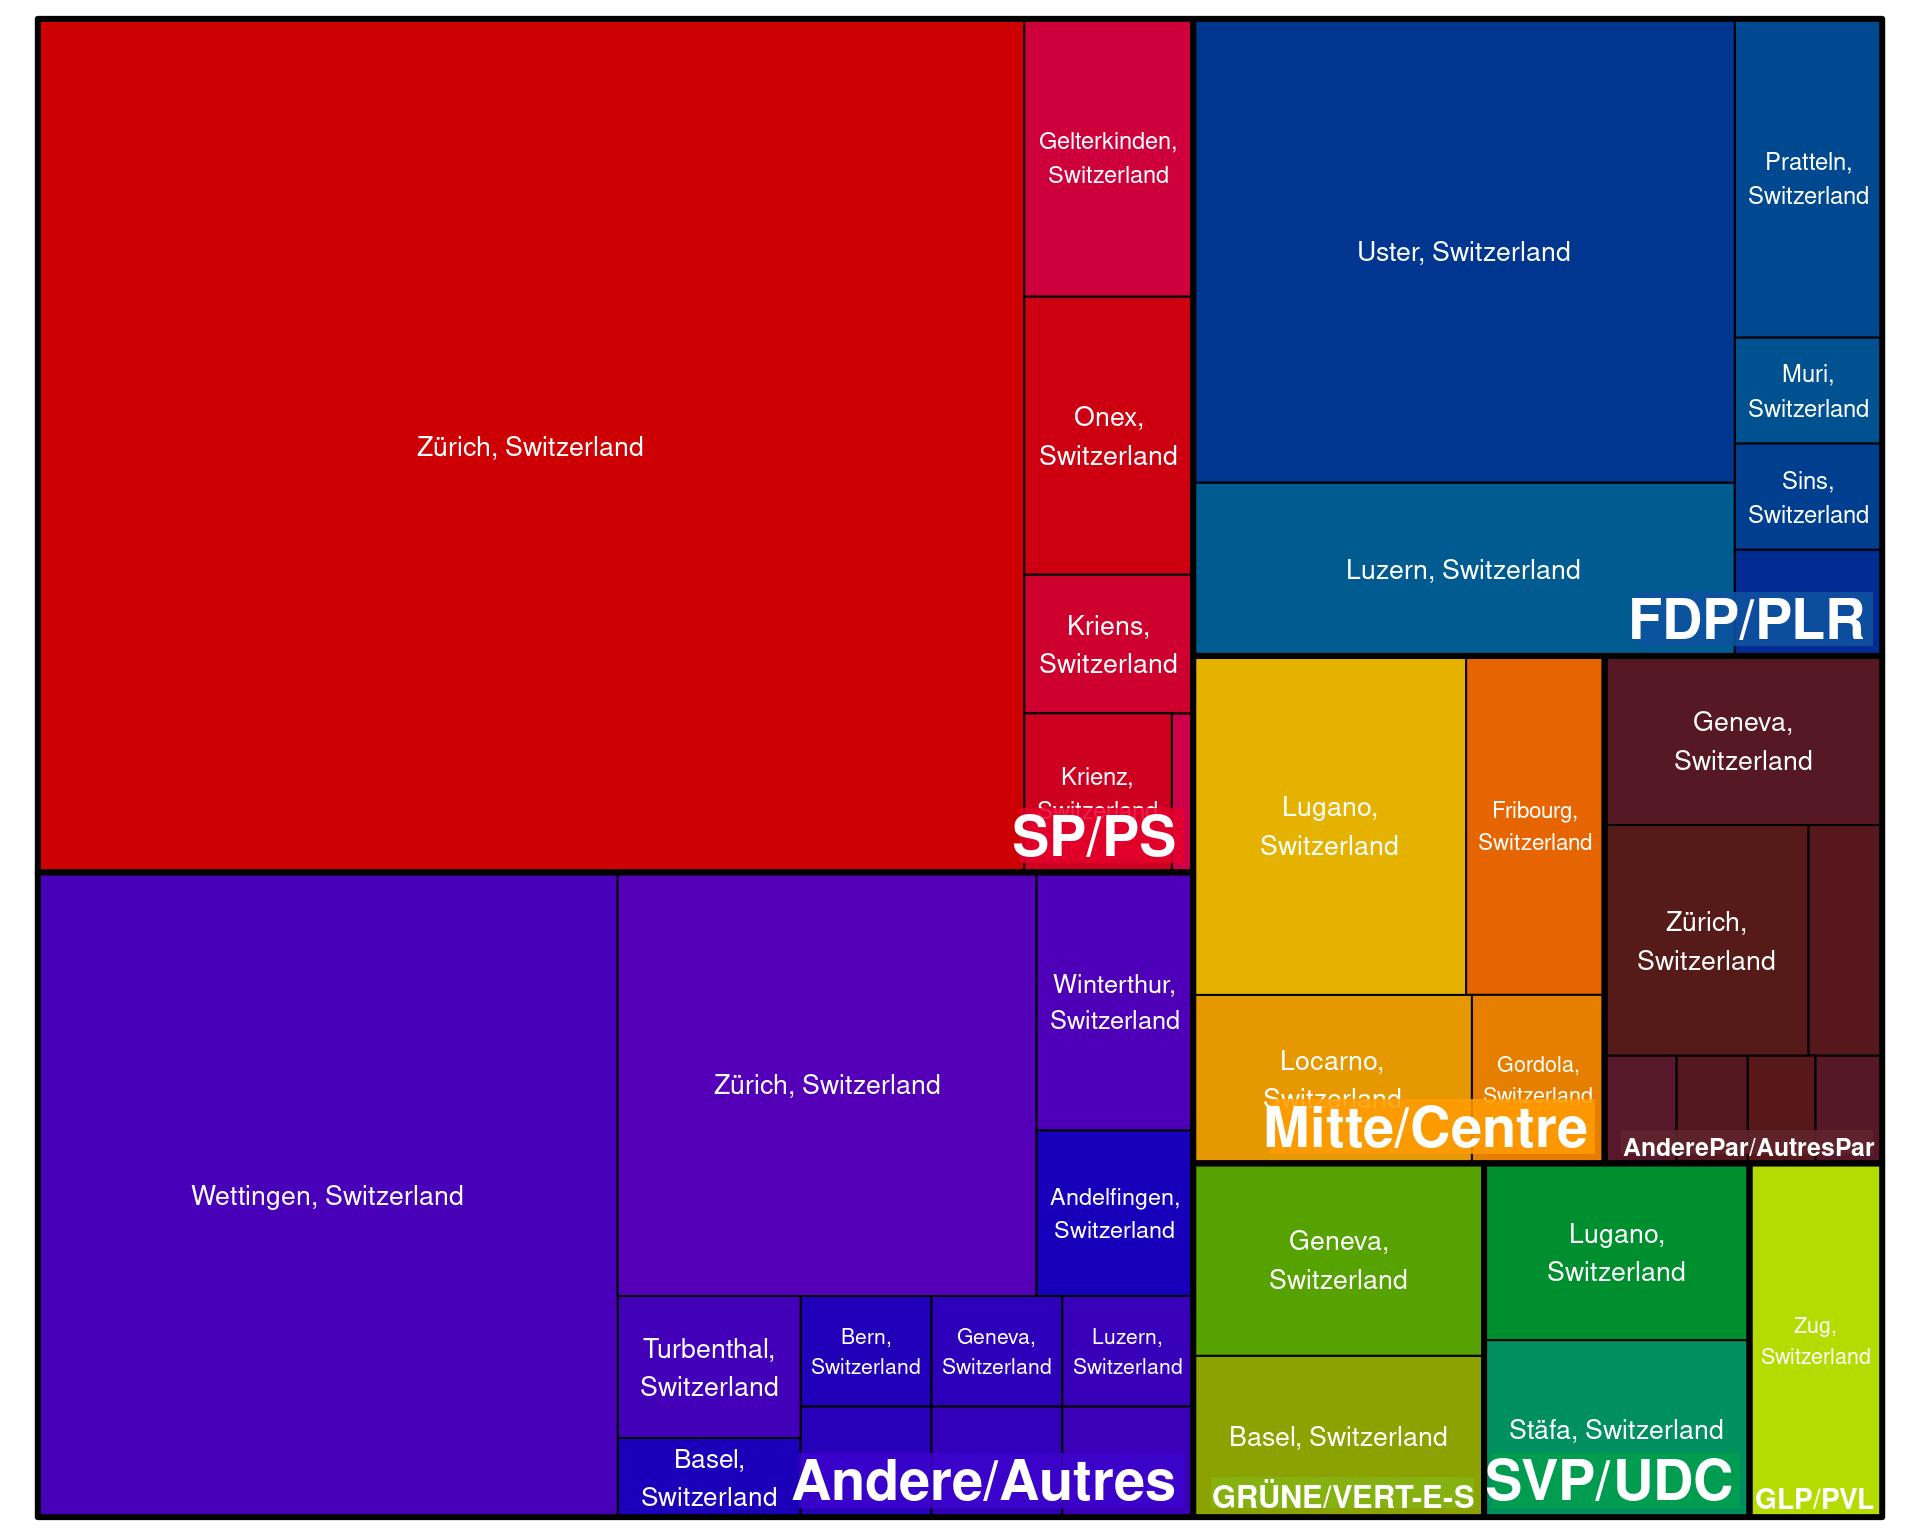 Zürich, Switzerland
Gelterkinden,
Switzerland
Onex,
Switzerland
Kriens,
Switzerland
Krienz,
Switzerland
SP/PS
Uster, Switzerland
Pratteln,
Switzerland
Muri,
Switzerland
Sins,
Switzerland
Luzern, Switzerland
FDP/PLR
Wettingen, Switzerland
Zürich, Switzerland
Winterthur,
Switzerland
Andelfingen,
Switzerland
Turbenthal,
Switzerland
Bern,
Switzerland
Geneva,
Switzerland
Luzern,
Switzerland
Basel,
Switzerland
Andere/Autres
Lugano,
Switzerland
Fribourg,
Switzerland
Locarno,
Switzerland
Gordola,
Switzerland
Mitte/Centre
Geneva,
Switzerland
Zürich,
Switzerland
AnderePar/AutresPar
Geneva,
Switzerland
Basel, Switzerland
GRÜNE/VERT-E-S
Lugano,
Switzerland
Stäfa, Switzerland
SVP/UDC
Zug,
Switzerland
GLP/PVL